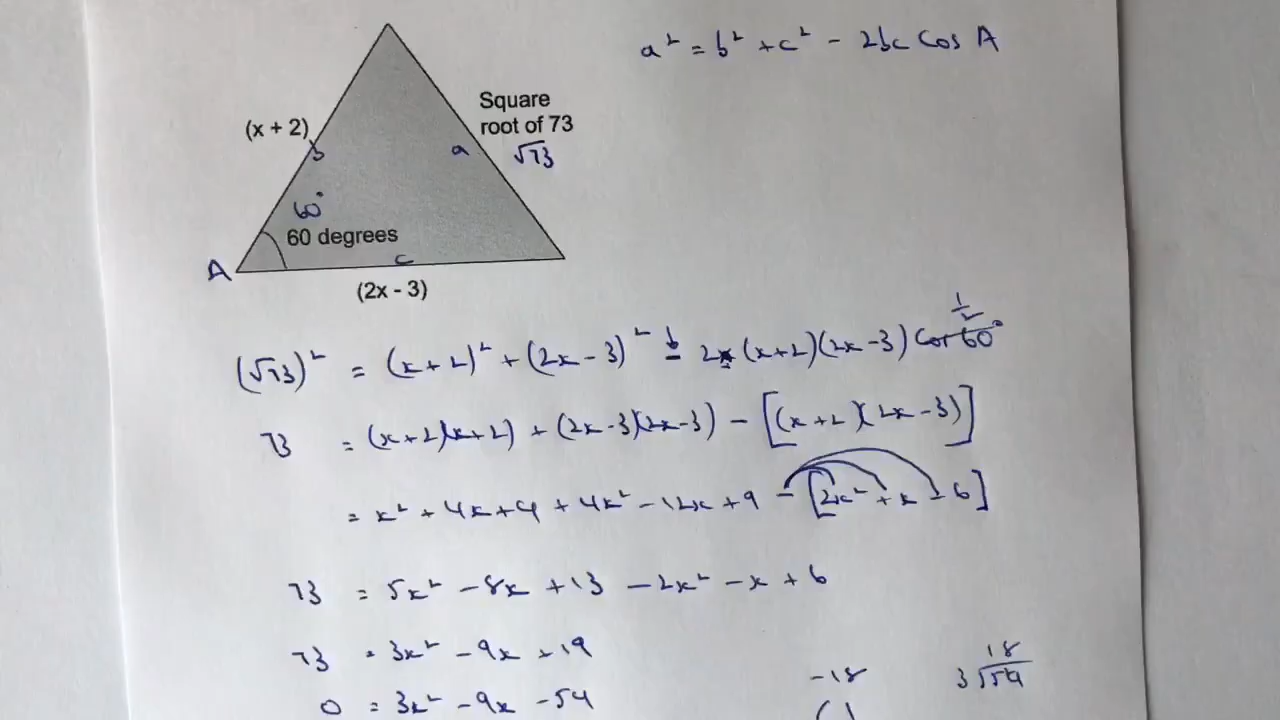 a² = b² + c² - 2bc Cos A
(x + 2)
b
Square
root of 73
a
√73
60°
60 degrees
A
c
(2x - 3)
(√73)² = (x+2)² + (2x-3)² - 2 (x+2)(2x-3) Cos 60° 1/2
73 = (x+2)(x+2) + (2x-3)(2x-3) - [(x+2)(2x-3)]
= x² + 4x + 4 + 4x² - 12x + 9 - [2x² + x - 6]
73 = 5x² - 8x + 13 - 2x² - x + 6
73 = 3x² - 9x + 19
0 = 3x² - 9x - 54
-18
18
3√54